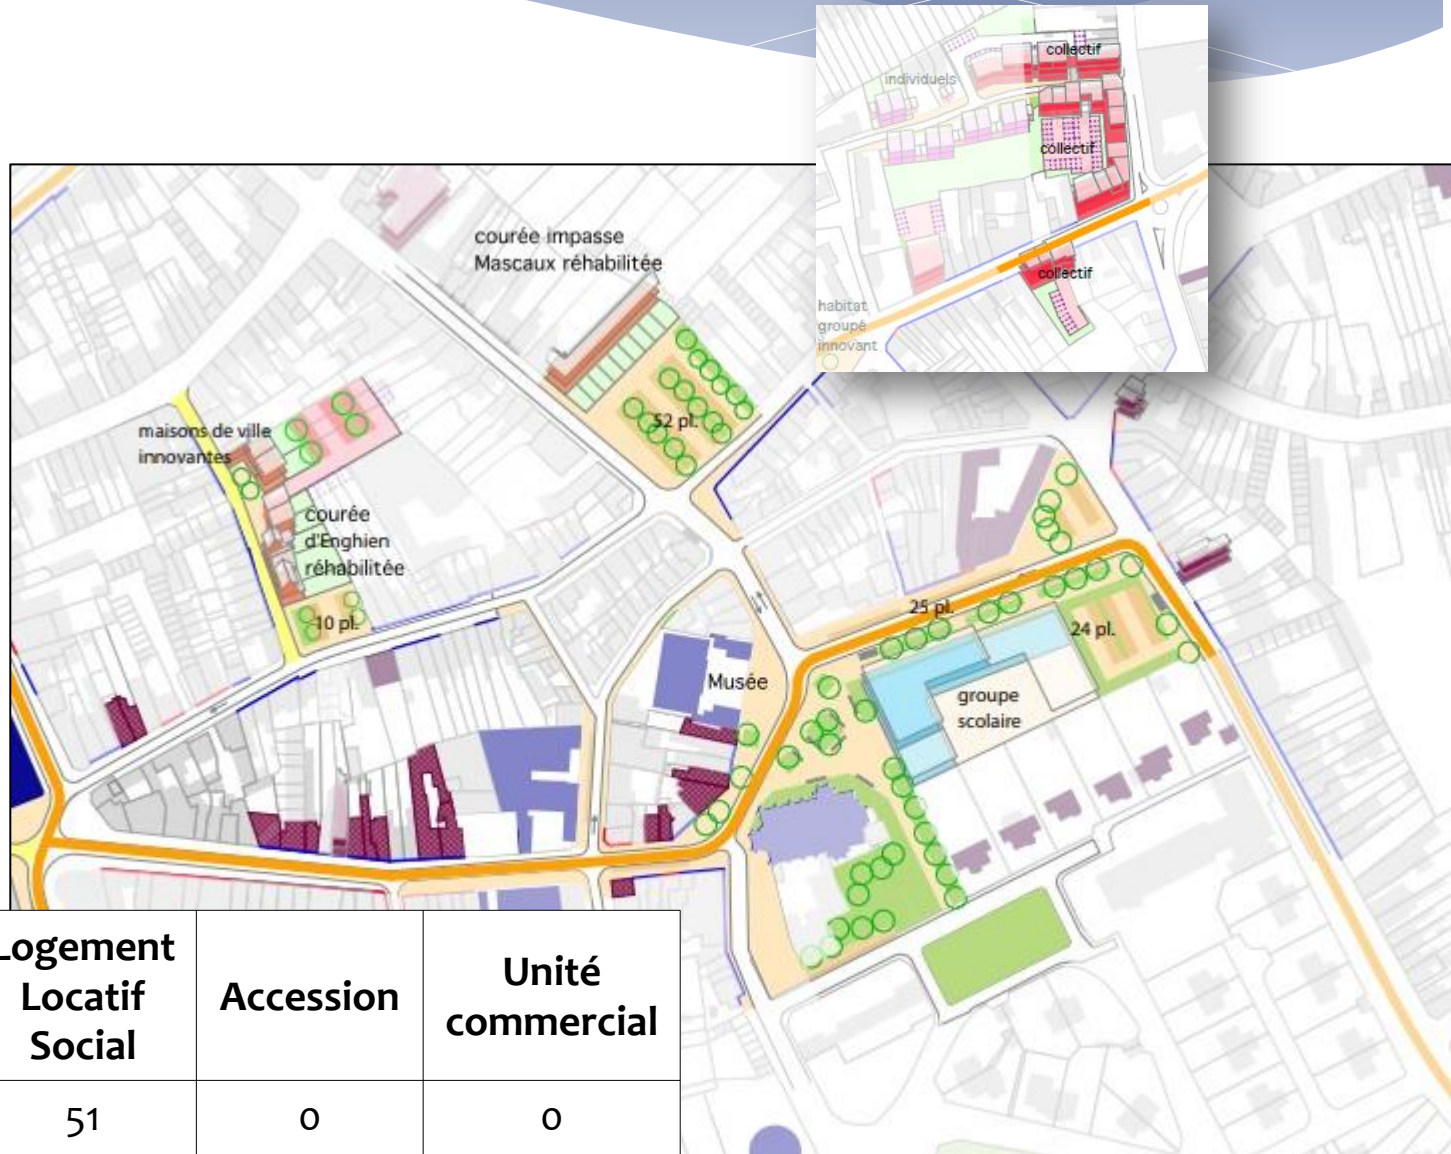 collectif
individuels
collectif
collectif
habitat
groupé
innovant
courée impasse
Mascaux réhabilitée
52 pl.
maisons de ville
innovantes
courée
d'Enghien
réhabilitée
10 pl.
25 pl.
24 pl.
Musée
groupe
scolaire
Logement
Locatif
Social
Accession
Unité
commercial
51
0
0